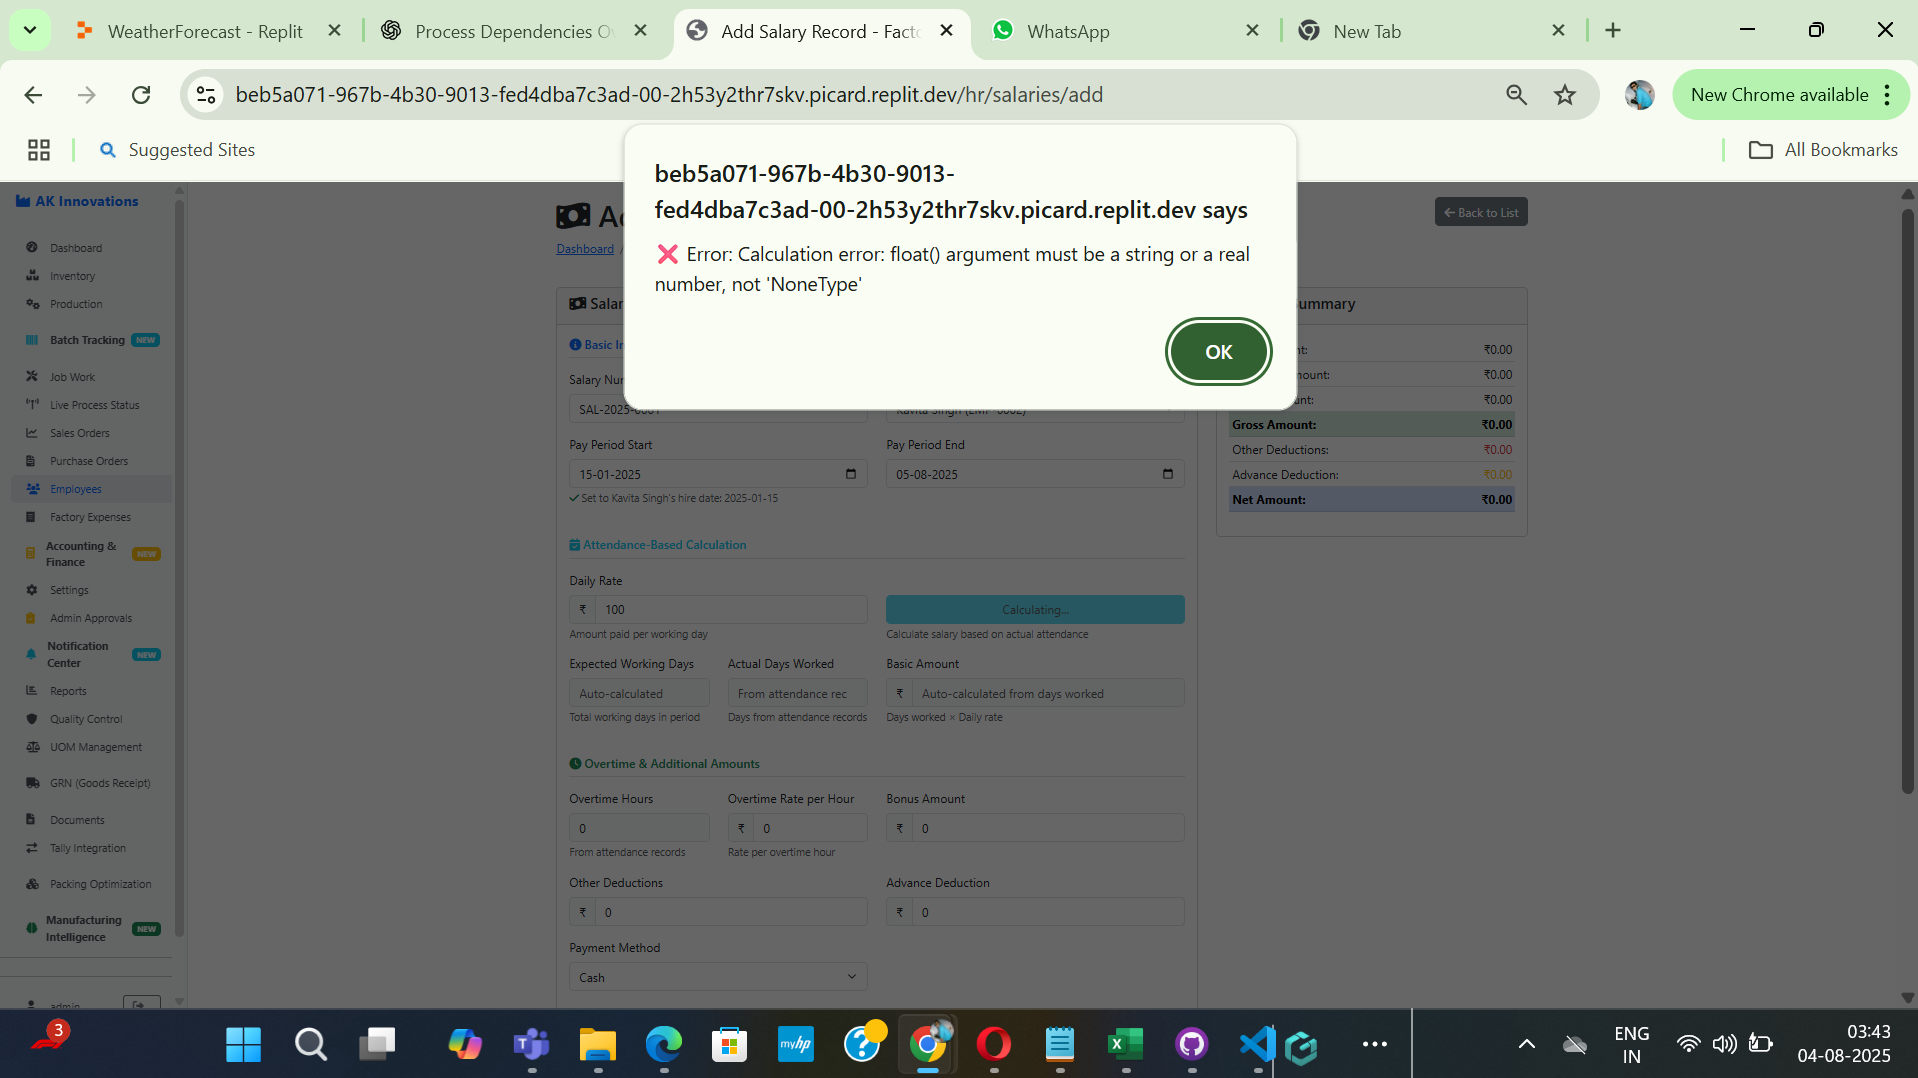 WeatherForecast - Replit
Process Dependencies Ov
Add Salary Record - Facto
WhatsApp
New Tab
beb5a071-967b-4b30-9013-fed4dba7c3ad-00-2h53y2thr7skv.picard.replit.dev/hr/salaries/add
New Chrome available
Suggested Sites
All Bookmarks
beb5a071-967b-4b30-9013-
fed4dba7c3ad-00-2h53y2thr7skv.picard.replit.dev says
❌ Error: Calculation error: float() argument must be a string or a real
number, not 'NoneType'
OK
AK Innovations
Dashboard
Inventory
Production
Batch Tracking NEW
Job Work
Live Process Status
Sales Orders
Purchase Orders
Employees
Factory Expenses
Accounting &
Finance NEW
Settings
Admin Approvals
Notification
Center NEW
Reports
Quality Control
UOM Management
GRN (Goods Receipt)
Documents
Tally Integration
Packing Optimization
Manufacturing
Intelligence NEW
admin
Dashboard /
Back to List
Basic In
SAL-2025-0001
Kavita Singh (EMP-0002)
Pay Period Start
Pay Period End
15-01-2025
05-08-2025
Set to Kavita Singh's hire date: 2025-01-15
Attendance-Based Calculation
Daily Rate
₹ 100
Calculating...
Amount paid per working day
Calculate salary based on actual attendance
Expected Working Days
Actual Days Worked
Basic Amount
Auto-calculated
From attendance rec
₹ Auto-calculated from days worked
Total working days in period
Days from attendance records
Days worked × Daily rate
Overtime & Additional Amounts
Overtime Hours
Overtime Rate per Hour
Bonus Amount
0
₹ 0
₹ 0
From attendance records
Rate per overtime hour
Other Deductions
Advance Deduction
₹ 0
₹ 0
Payment Method
Cash
ummary
nt: ₹0.00
nount: ₹0.00
unt: ₹0.00
Gross Amount: ₹0.00
Other Deductions: ₹0.00
Advance Deduction: ₹0.00
Net Amount: ₹0.00
3
myhp
ENG
IN
03:43
04-08-2025